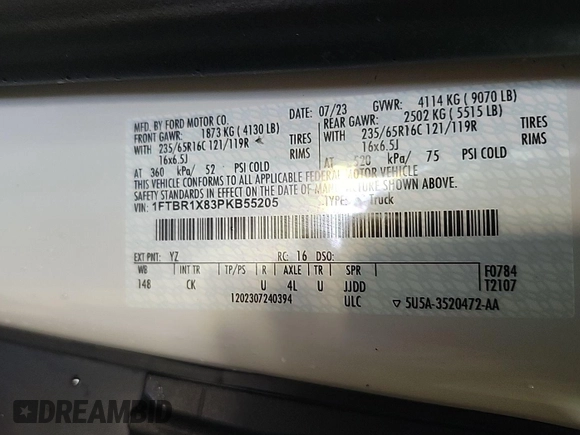 MFD. BY FORD MOTOR CO.
DATE: 07/23 GVWR: 4114 KG ( 9070 LB)
FRONT GAWR: 1873 KG ( 4130 LB) REAR GAWR: 2502 KG ( 5515 LB)
WITH 235/65R16C 121/119R TIRES WITH 235/65R16C 121/119R TIRES
16x6.5J RIMS 16x6.5J RIMS
AT 360 kPa/ 52 PSI COLD AT 520 kPa/ 75 PSI COLD
THIS VEHICLE CONFORMS TO ALL APPLICABLE FEDERAL MOTOR VEHICLE
SAFETY STANDARDS IN EFFECT ON THE DATE OF MANUFACTURE SHOWN ABOVE.
VIN: 1FTBR1X83PKB55205 TYPE: Truck
EXT PNT: YZ RC: 16 DSO:
WB INT TR TP/PS R AXLE TR SPR F0784
148 CK U 4L U JJDD T2107
1202307240394 ULC ▽ 5U5A-3520472-AA
DREAMBID